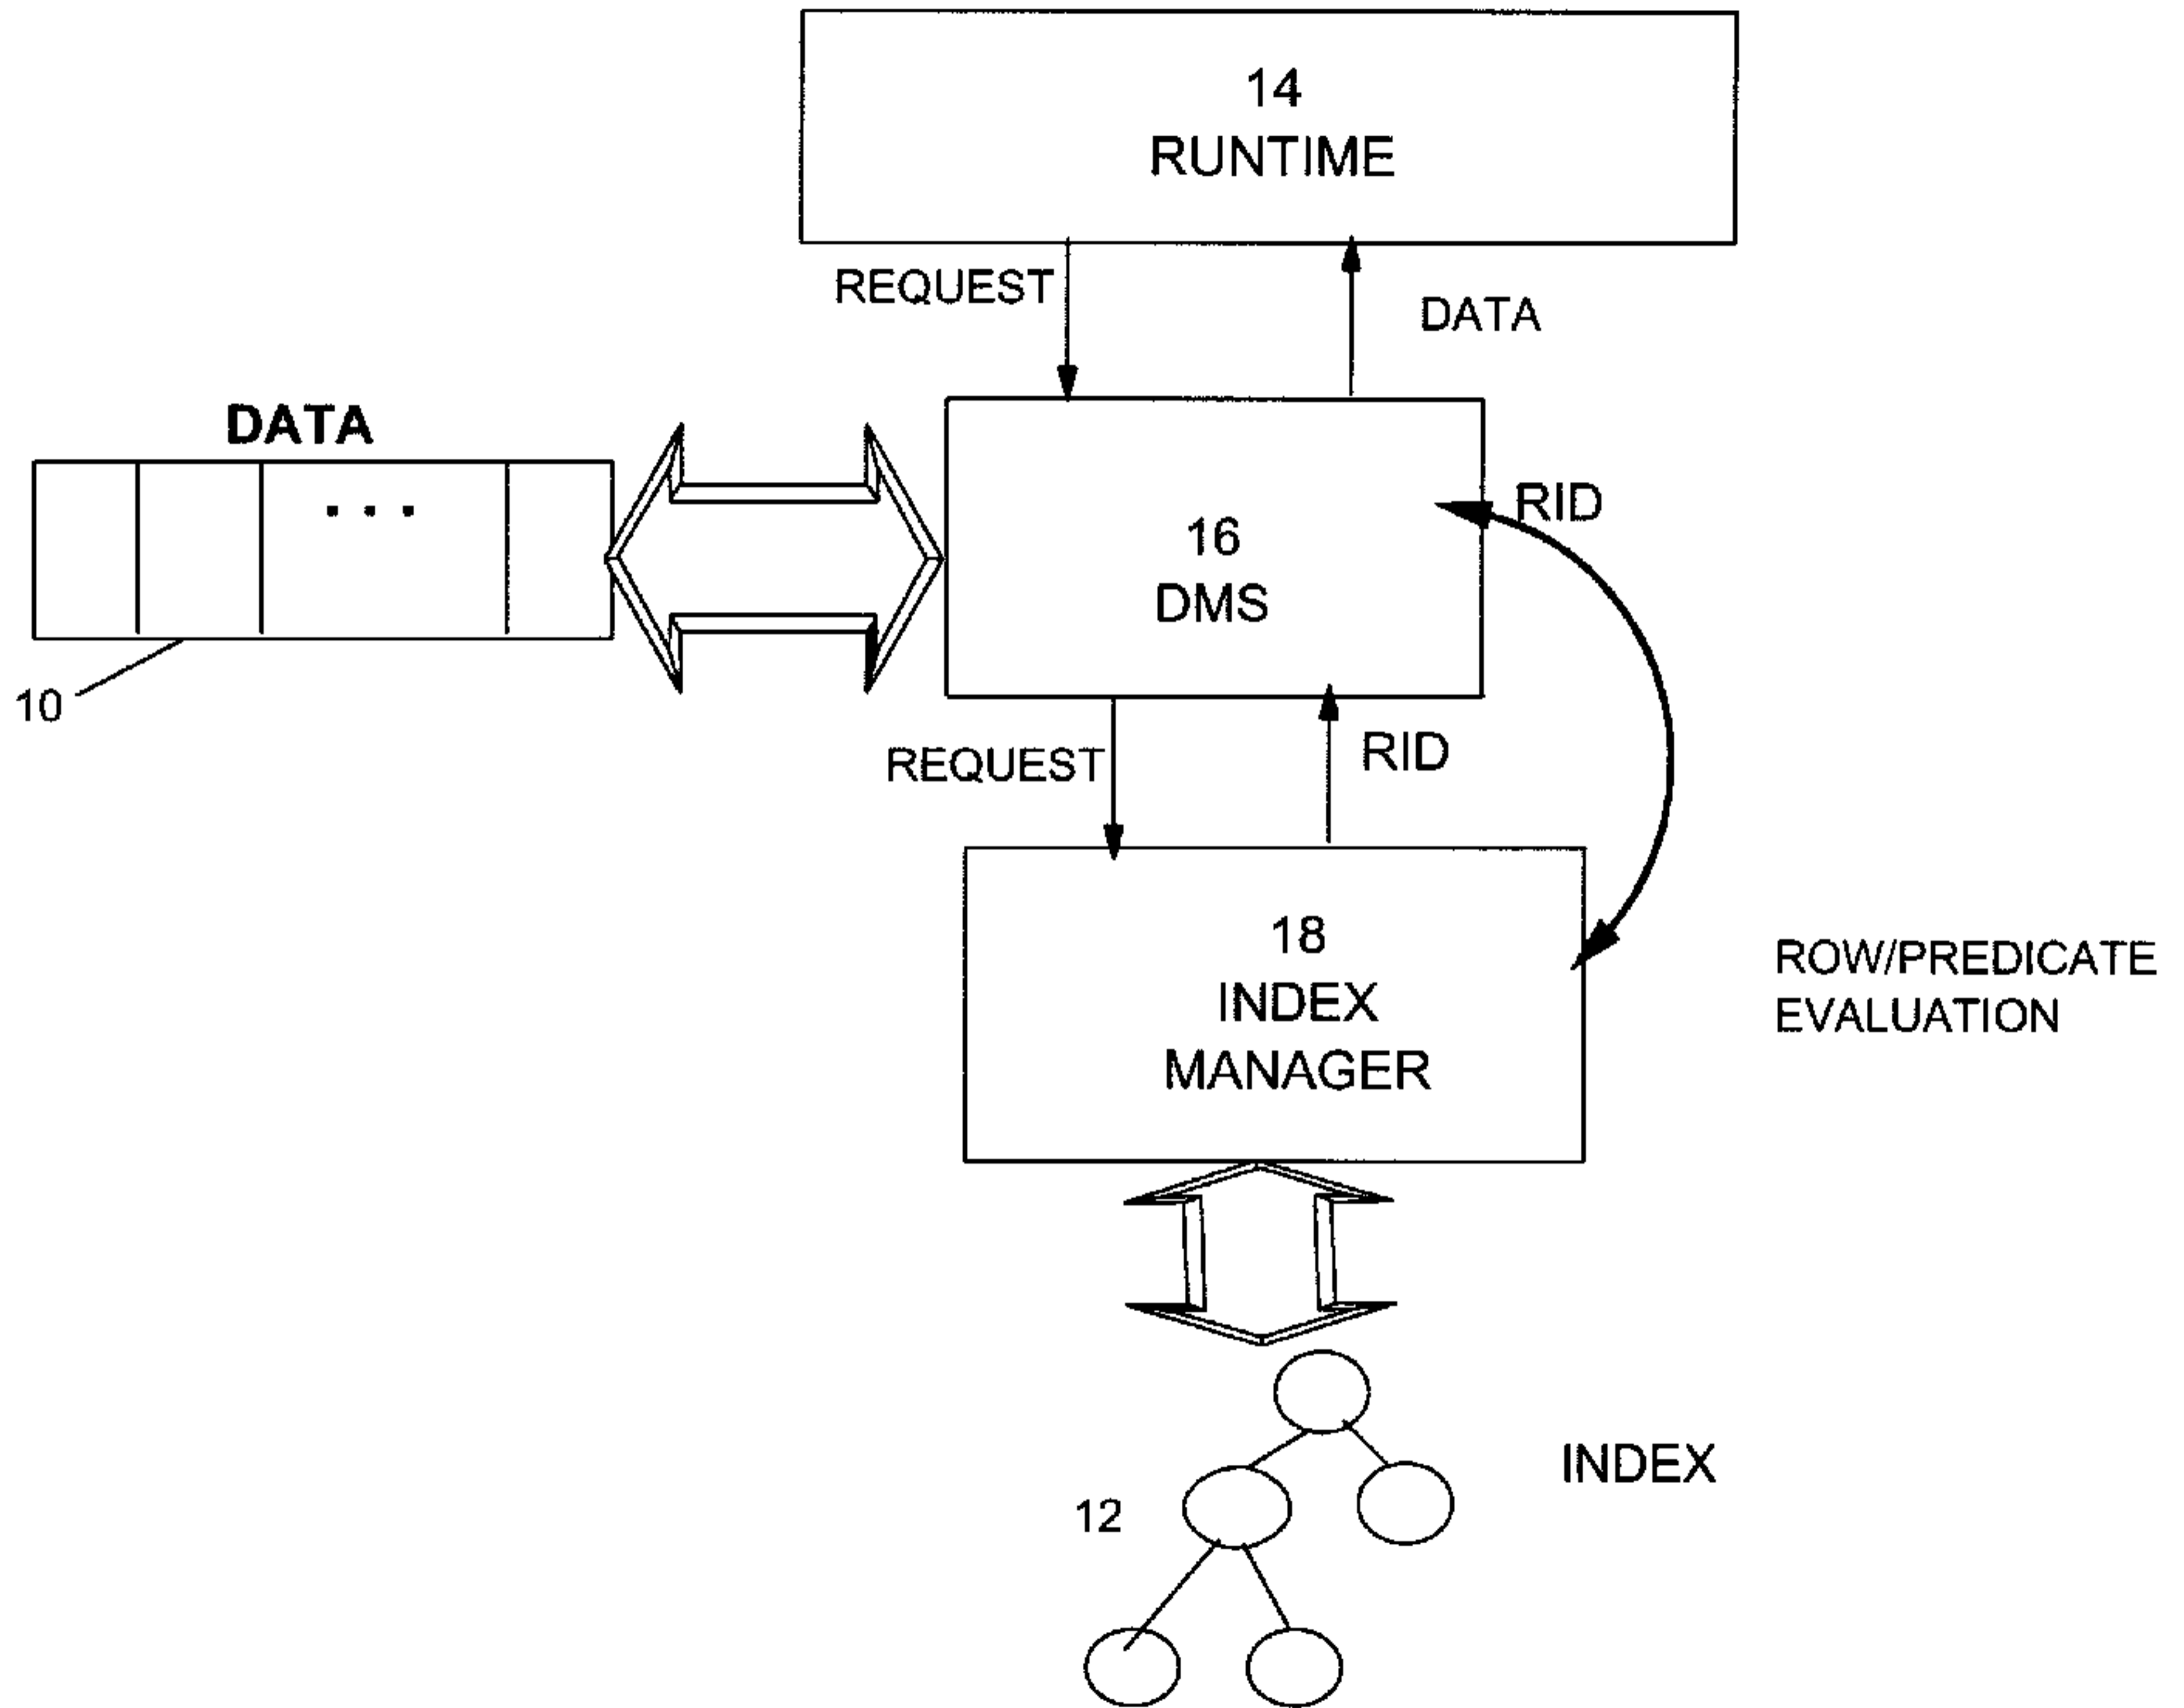 14
RUNTIME
REQUEST
DATA
DATA
. . .
16
DMS
RID
10
REQUEST
RID
18
INDEX
MANAGER
ROW/PREDICATE
EVALUATION
INDEX
12